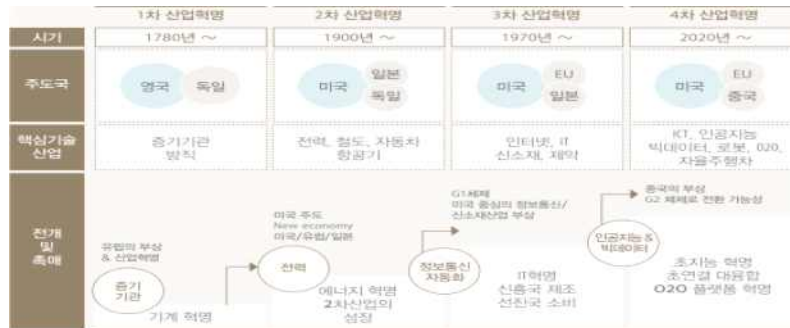 1차 산업혁명 2차 산업혁명 3차 산업혁명 4차 산업혁명
시기 1780년 ~ 1900년 ~ 1970년 ~ 2020년 ~
주도국 영국 독일 미국 일본 독일 미국 EU 일본 미국 EU 중국
핵심기술
산업
증기기관
방직
전력, 철도, 자동차
항공기
인터넷, IT
신소재, 제약
KT, 인공지능
빅데이터, 로봇, 020,
자율주행차
전개
및
촉매
유럽의 부상
& 산업혁명
증기
기관
기계 혁명
미국 주도
New economy
미국/유럽/일본
전력
에너지 혁명
2차산업의
성장
G1체제
미국 중심의 정보통신/
신소재산업 부상
정보통신
자동화
IT혁명
신흥국 제조
선진국 소비
중국의 부상
G2 체제로 전환 가능성
인공지능&
빅데이터
초지능 혁명
초연결 대융합
O2O 플랫폼 혁명